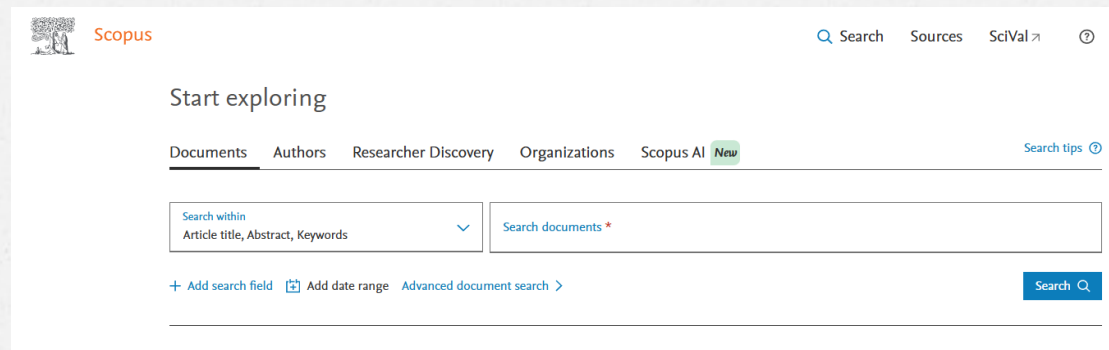 Scopus
Search Sources SciVal
Start exploring
Documents Authors Researcher Discovery Organizations Scopus AI New
Search tips
Search within
Article title, Abstract, Keywords
Search documents *
+ Add search field Add date range Advanced document search >
Search